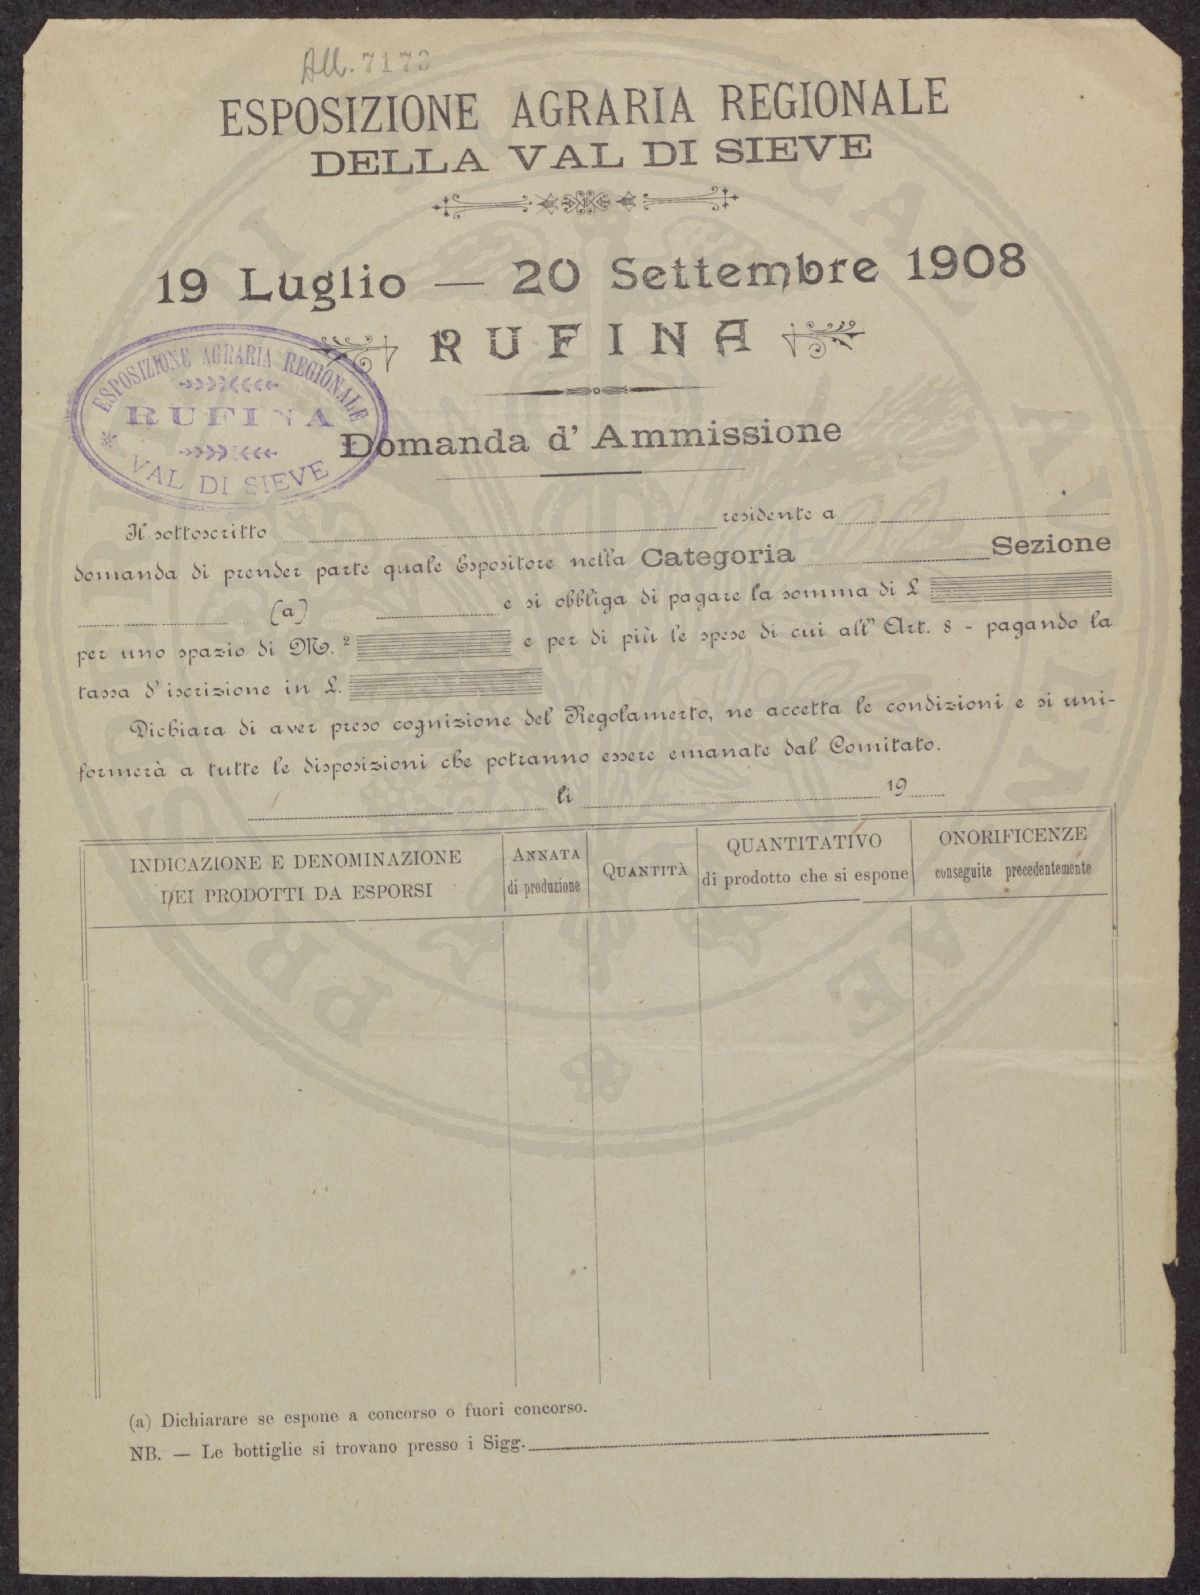 All. 7173
ESPOSIZIONE AGRARIA REGIONALE
DELLA VAL DI SIEVE
19 Luglio — 20 Settembre 1908
RUFINA
ESPOSIZIONE AGRARIA REGIONALE
RUFINA
VAL DI SIEVE
Domanda d' Ammissione
Il sottoscritto residente a
domanda di prender parte quale Espositore nella Categoria Sezione
(a) e si obbliga di pagare la somma di L
per uno spazio di M.² e per di più le spese di cui all' Art. 8 - pagando la
tassa d'iscrizione in L.
Dichiara di aver preso cognizione del Regolamerto, ne accetta le condizioni e si uni-
formerà a tutte le disposizioni che potranno essere emanate dal Comitato.
li 19
INDICAZIONE E DENOMINAZIONE
DEI PRODOTTI DA ESPORSI
ANNATA
di produzione
QUANTITÀ
QUANTITATIVO
di prodotto che si espone
ONORIFICENZE
conseguite precedentemente
(a) Dichiarare se espone a concorso o fuori concorso.
NB. — Le bottiglie si trovano presso i Sigg.